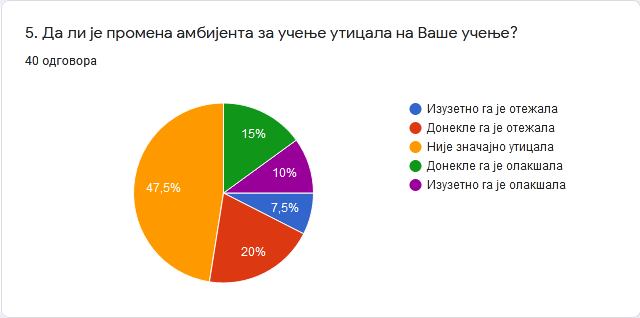 5. Да ли је промена амбијента за учење утицала на Ваше учење?
40 одговора
Изузетно га је отежала
Донекле га је отежала
Није значајно утицала
Донекле га је олакшала
Изузетно га је олакшала
15%
10%
47,5%
7,5%
20%